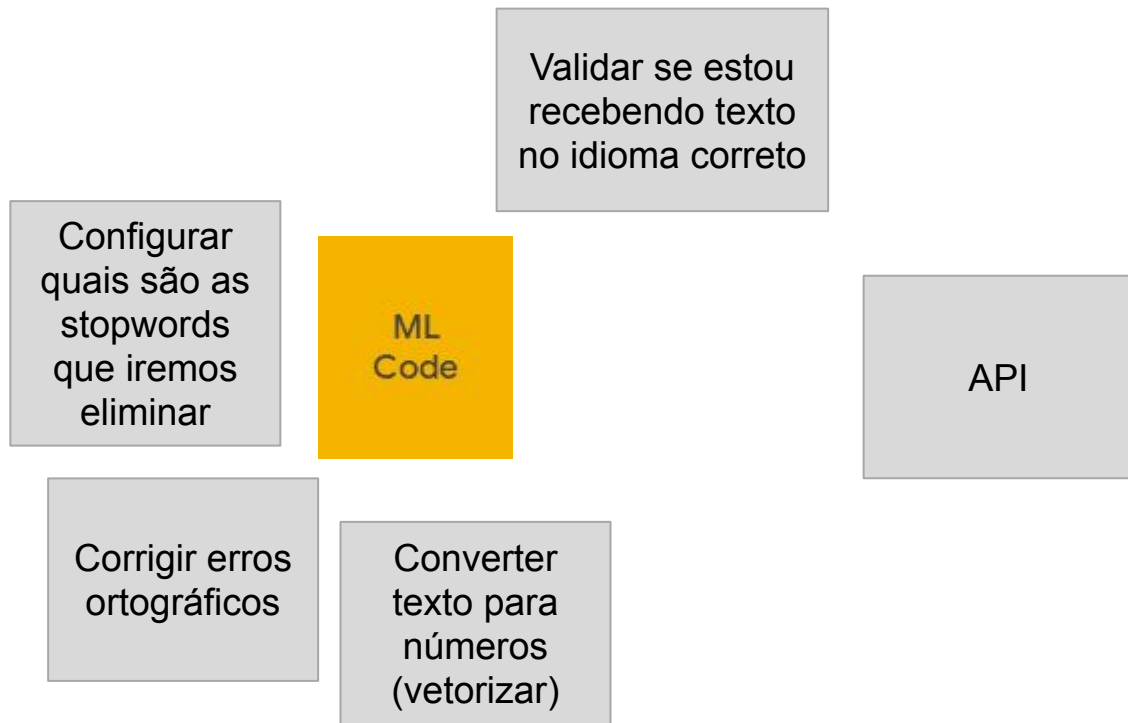 Validar se estou
recebendo texto
no idioma correto
Configurar
quais são as
stopwords
que iremos
eliminar
ML
Code
API
Corrigir erros
ortográficos
Converter
texto para
números
(vetorizar)